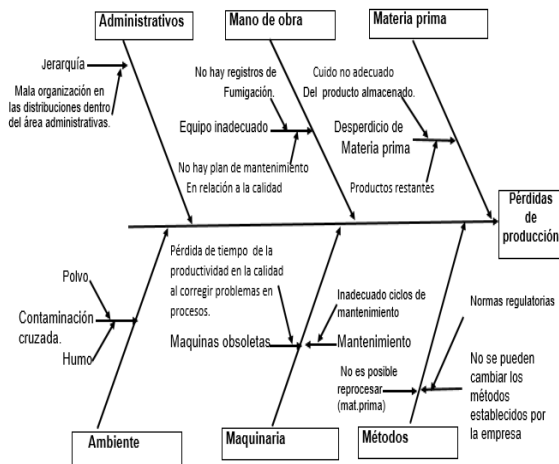 Administrativos
Mano de obra
Materia prima
Jerarquía
Mala organización en
las distribuciones dentro
del área administrativas.
No hay registros de
Fumigación.
Equipo inadecuado
No hay plan de mantenimiento
En relación a la calidad
Cuido no adecuado
Del producto almacenado.
Desperdicio de
Materia prima
Productos restantes
Pérdidas
de
producción
Polvo
Contaminación
cruzada.
Humo
Pérdida de tiempo de la
productividad en la calidad
al corregir problemas en
procesos.
Maquinas obsoletas
Inadecuado ciclos de
mantenimiento
Mantenimiento
No es posible
reprocesar
(mat.prima)
Normas regulatorias
No se pueden
cambiar los
métodos
establecidos por
la empresa
Ambiente
Maquinaria
Métodos